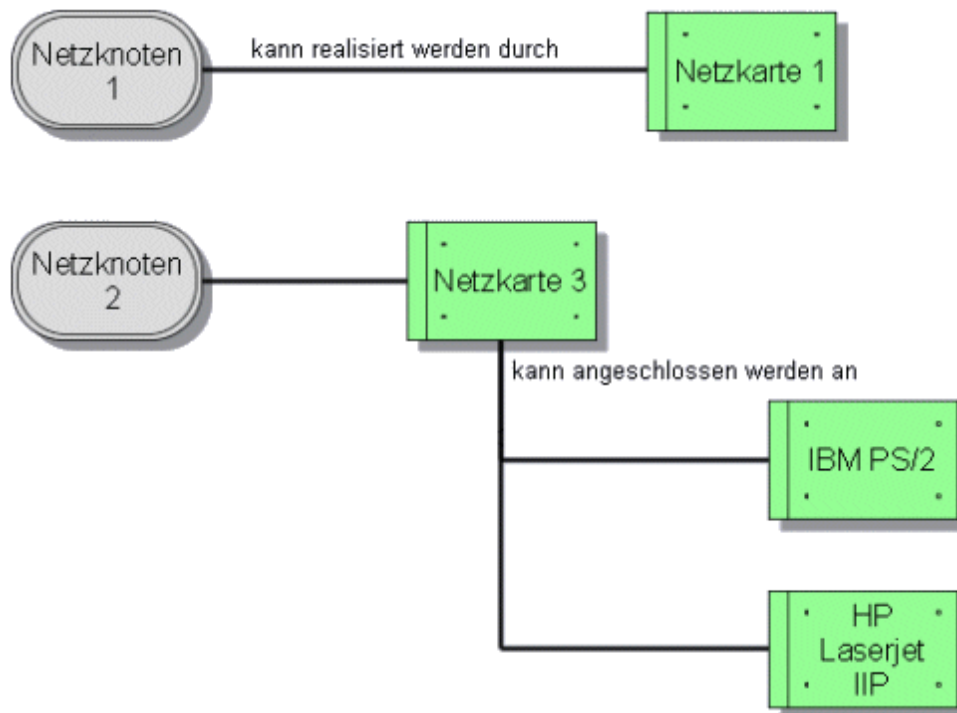 Netzknoten
1
kann realisiert werden durch
Netzkarte 1
Netzknoten
2
Netzkarte 3
kann angeschlossen werden an
IBM PS/2
HP
Laserjet
IIP